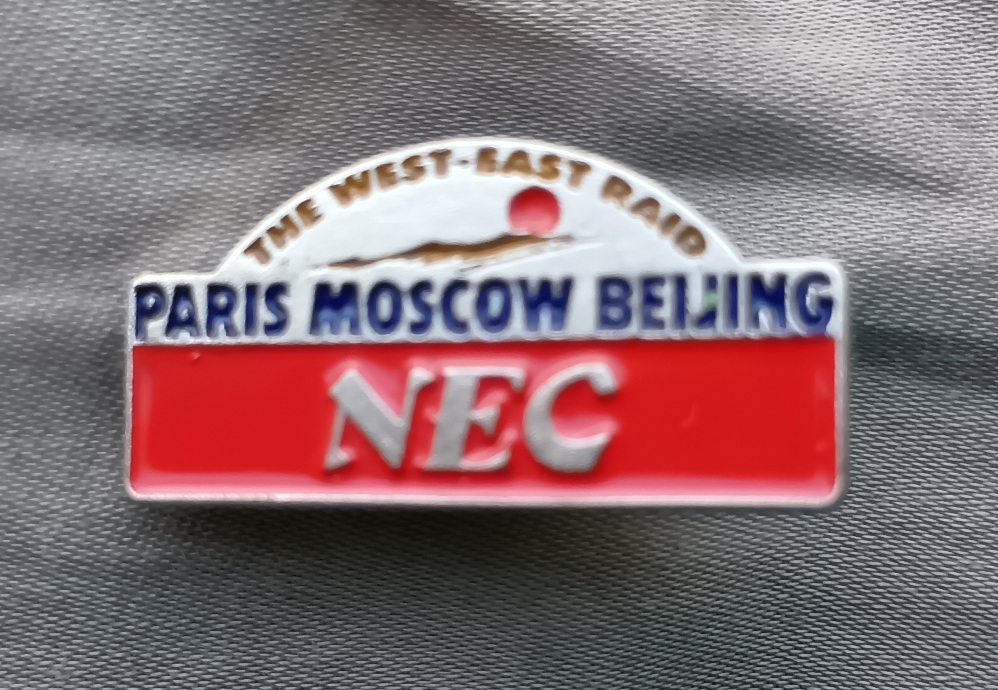 THE WEST-EAST RAID
PARIS MOSCOW BEIJING
NEC